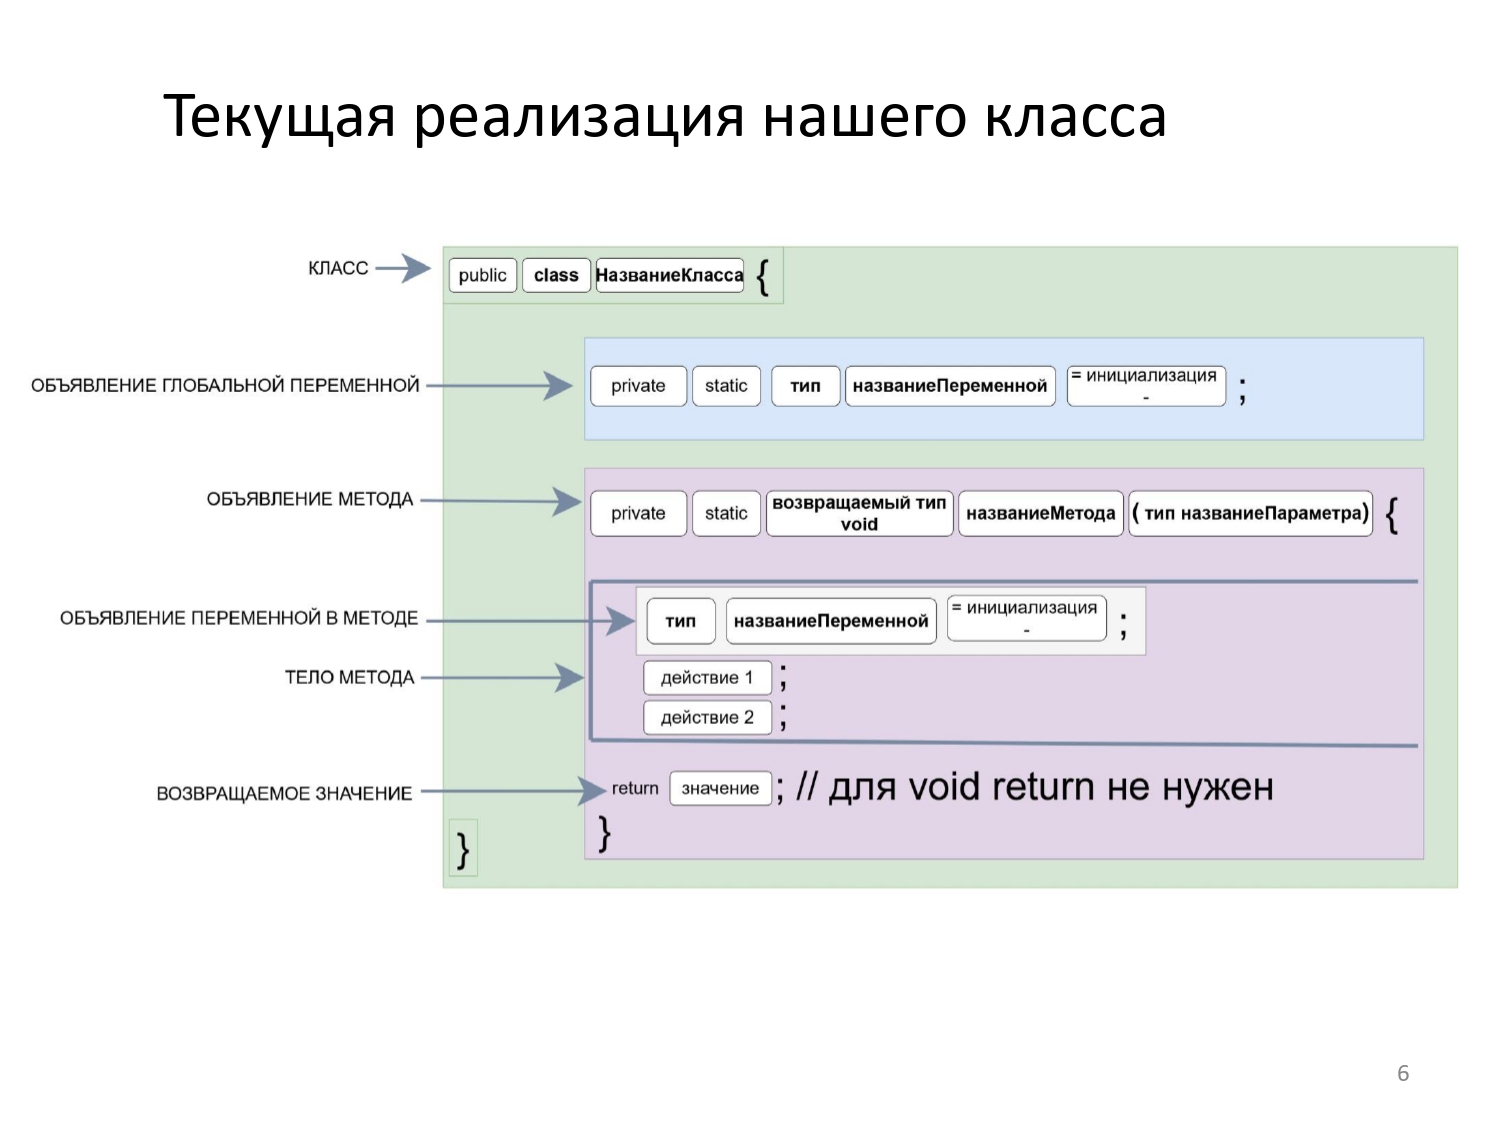 Текущая реализация нашего класса
КЛАСС
public class НазваниеКласса {
ОБЪЯВЛЕНИЕ ГЛОБАЛЬНОЙ ПЕРЕМЕННОЙ
private static тип названиеПеременной = инициализация - ;
ОБЪЯВЛЕНИЕ МЕТОДА
private static возвращаемый тип void названиеМетода ( тип названиеПараметра) {
ОБЪЯВЛЕНИЕ ПЕРЕМЕННОЙ В МЕТОДЕ
тип названиеПеременной = инициализация - ;
ТЕЛО МЕТОДА
действие 1 ;
действие 2 ;
ВОЗВРАЩАЕМОЕ ЗНАЧЕНИЕ
return значение ; // для void return не нужен
}
}
6